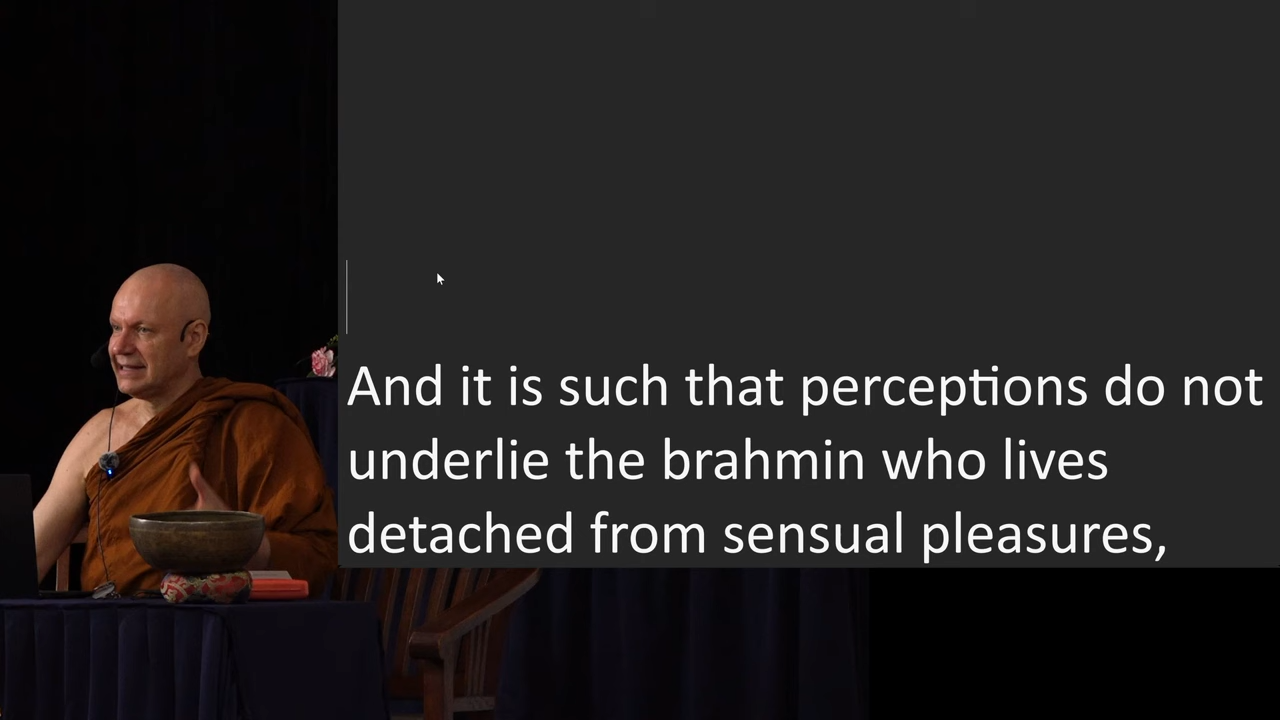 And it is such that perceptions do not
underlie the brahmin who lives
detached from sensual pleasures,